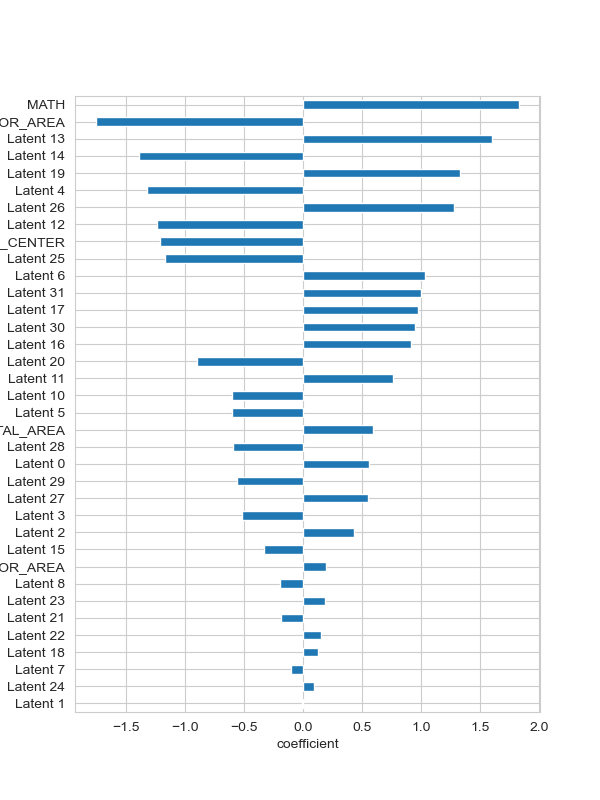 MATH
OR_AREA
Latent 13
Latent 14
Latent 19
Latent 4
Latent 26
Latent 12
_CENTER
Latent 25
Latent 6
Latent 31
Latent 17
Latent 30
Latent 16
Latent 20
Latent 11
Latent 10
Latent 5
TAL_AREA
Latent 28
Latent 0
Latent 29
Latent 27
Latent 3
Latent 2
Latent 15
OR_AREA
Latent 8
Latent 23
Latent 21
Latent 22
Latent 18
Latent 7
Latent 24
Latent 1
−1.5 −1.0 −0.5 0.0 0.5 1.0 1.5 2.0
coefficient